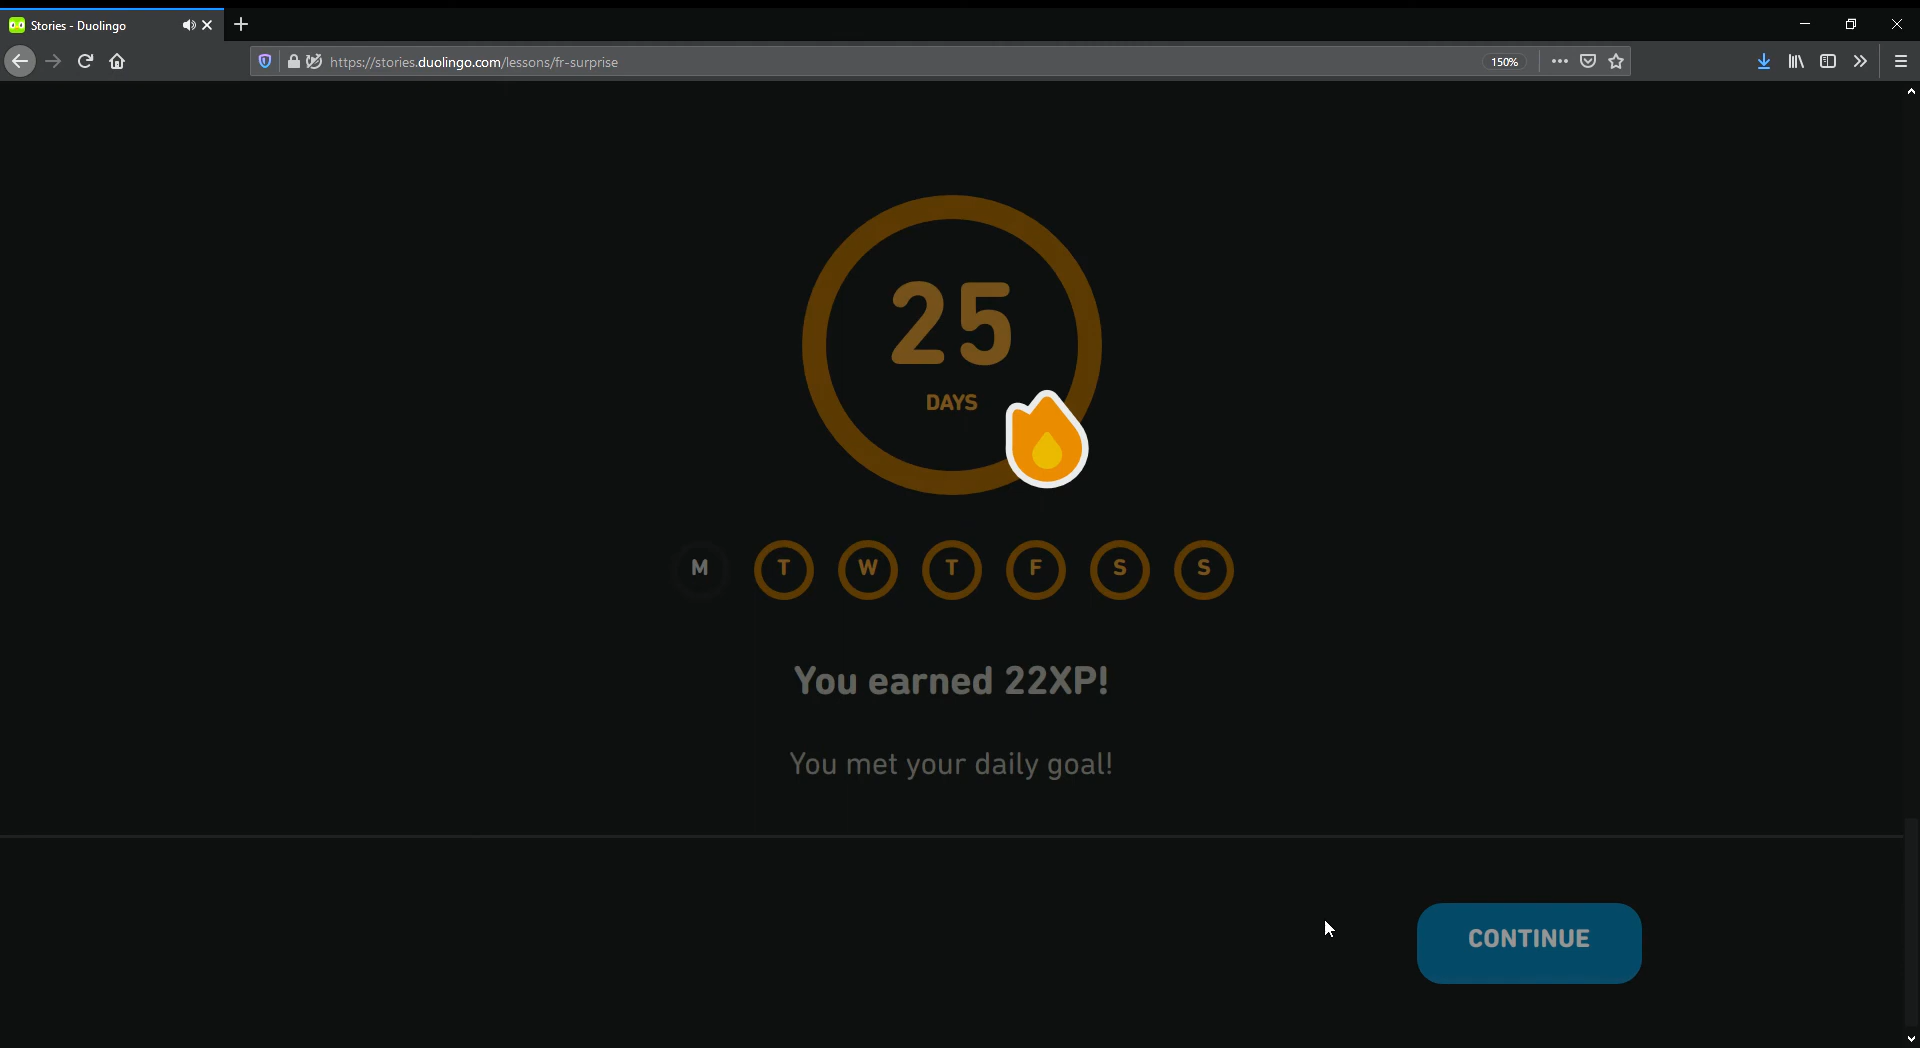 Stories - Duolingo
https://stories.duolingo.com/lessons/fr-surprise
150%
25
DAYS
M T W T F S S
You earned 22XP!
You met your daily goal!
CONTINUE